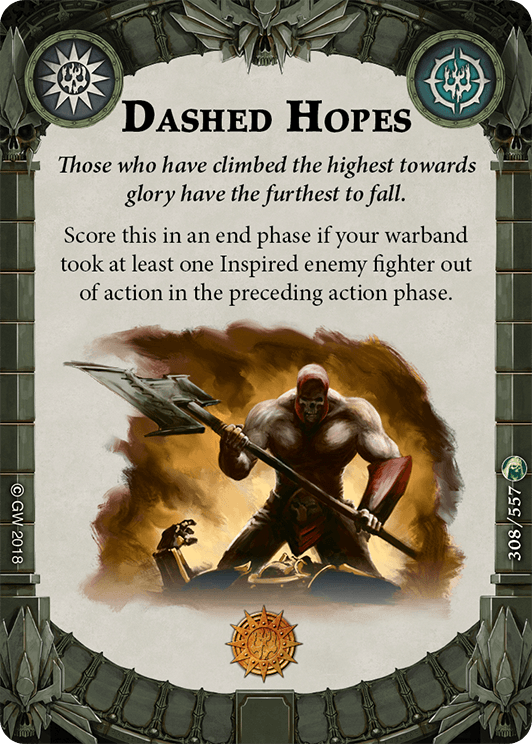 Dashed Hopes
Those who have climbed the highest towards
glory have the furthest to fall.
Score this in an end phase if your warband
took at least one Inspired enemy fighter out
of action in the preceding action phase.
©GW 2018
308/557